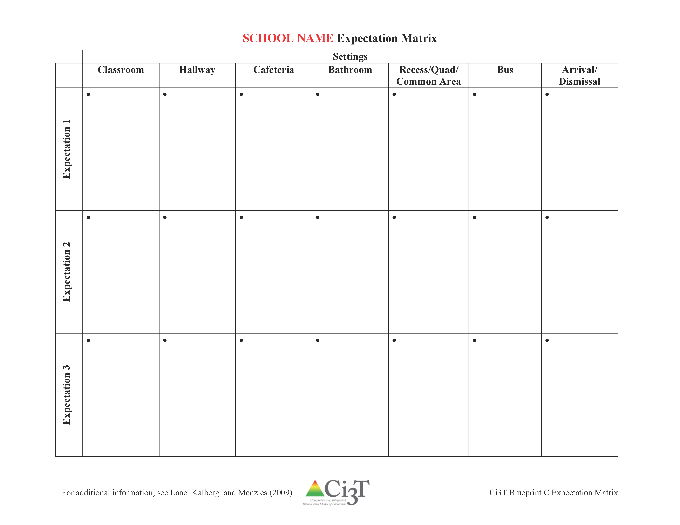 SCHOOL NAME Expectation Matrix
Settings
Classroom Hallway Cafeteria Bathroom Recess/Quad/ Common Area Bus Arrival/ Dismissal
Expectation 1
• • • • • • •
Expectation 2
• • • • • • •
Expectation 3
• • • • • • •
For additional information, see Lane, Kalberg, and Menzies (2009)
Ci3T
Ci3T Blueprint C Expectation Matrix